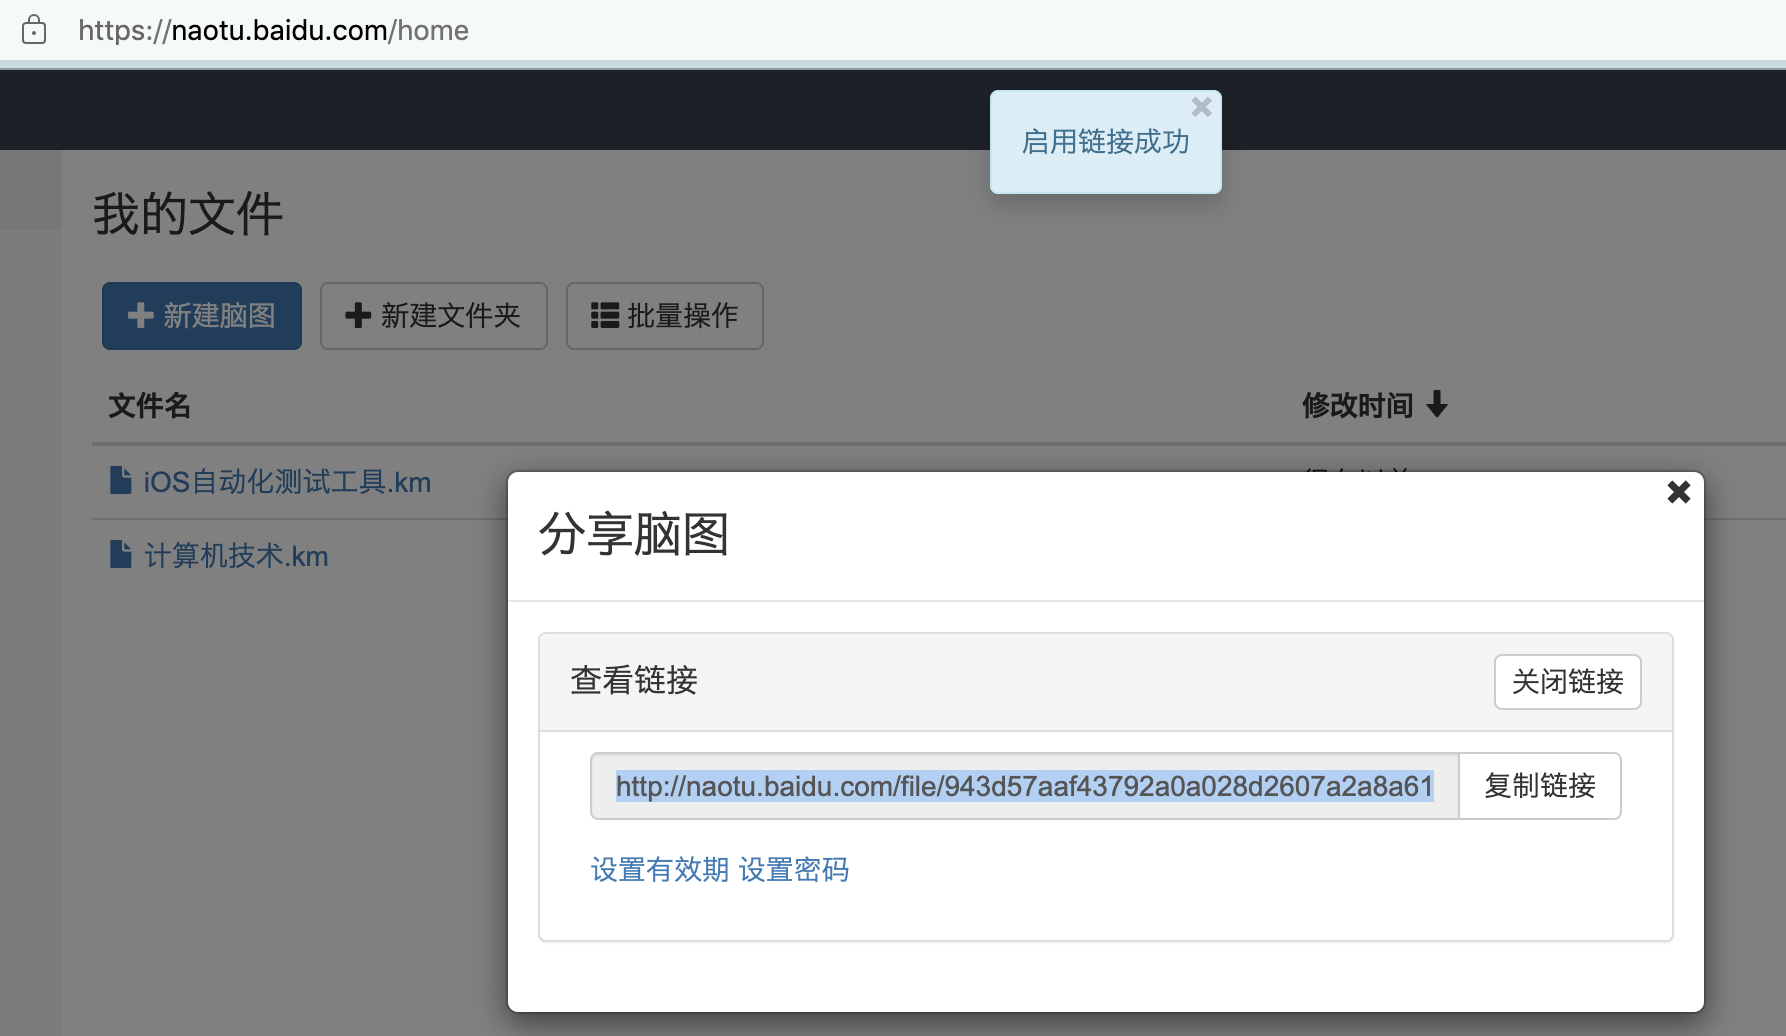 https://naotu.baidu.com/home
启用链接成功
我的文件
新建脑图 新建文件夹 批量操作
文件名 修改时间
iOS自动化测试工具.km
计算机技术.km
分享脑图
查看链接 关闭链接
http://naotu.baidu.com/file/943d57aaf43792a0a028d2607a2a8a61 复制链接
设置有效期 设置密码